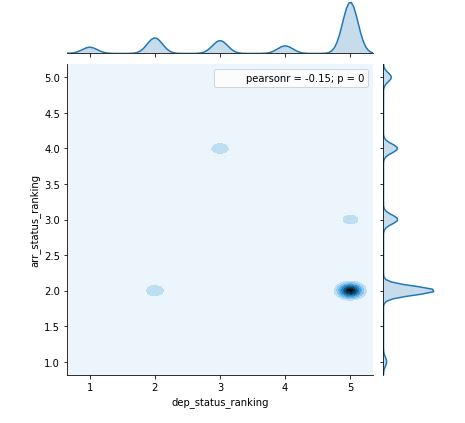 pearsonr = -0.15; p = 0
5.0
4.5
4.0
3.5
3.0
2.5
2.0
1.5
1.0
arr_status_ranking
1 2 3 4 5
dep_status_ranking